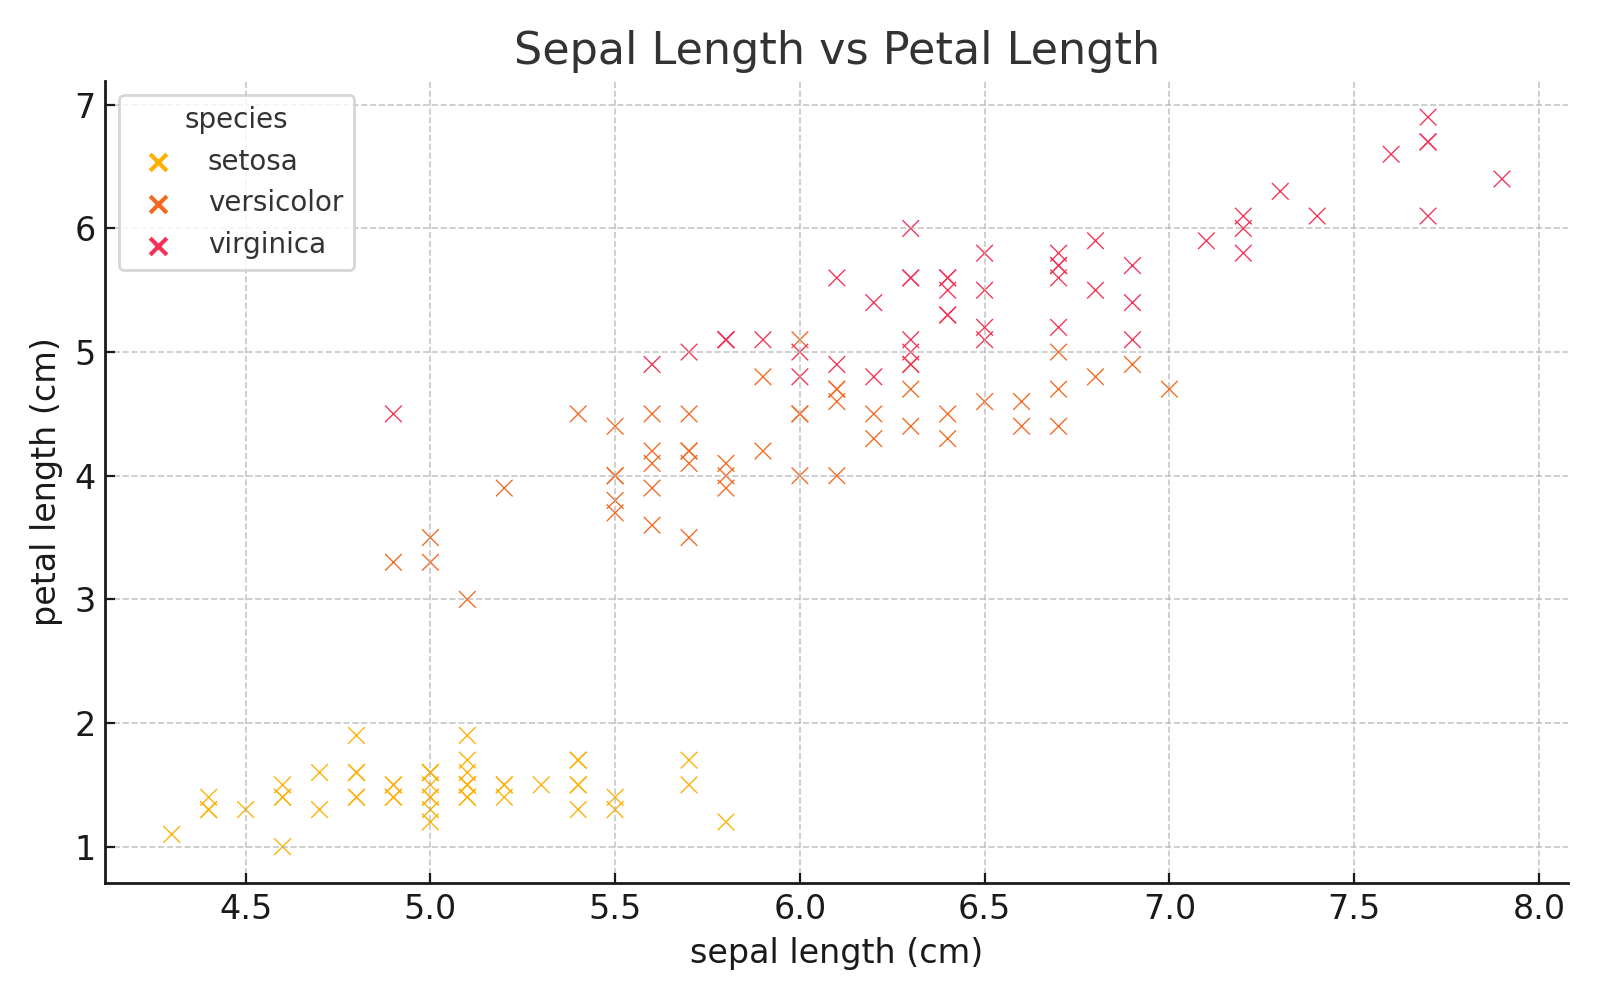 Sepal Length vs Petal Length
species
setosa
versicolor
virginica
petal length (cm)
7
6
5
4
3
2
1
4.5 5.0 5.5 6.0 6.5 7.0 7.5 8.0
sepal length (cm)